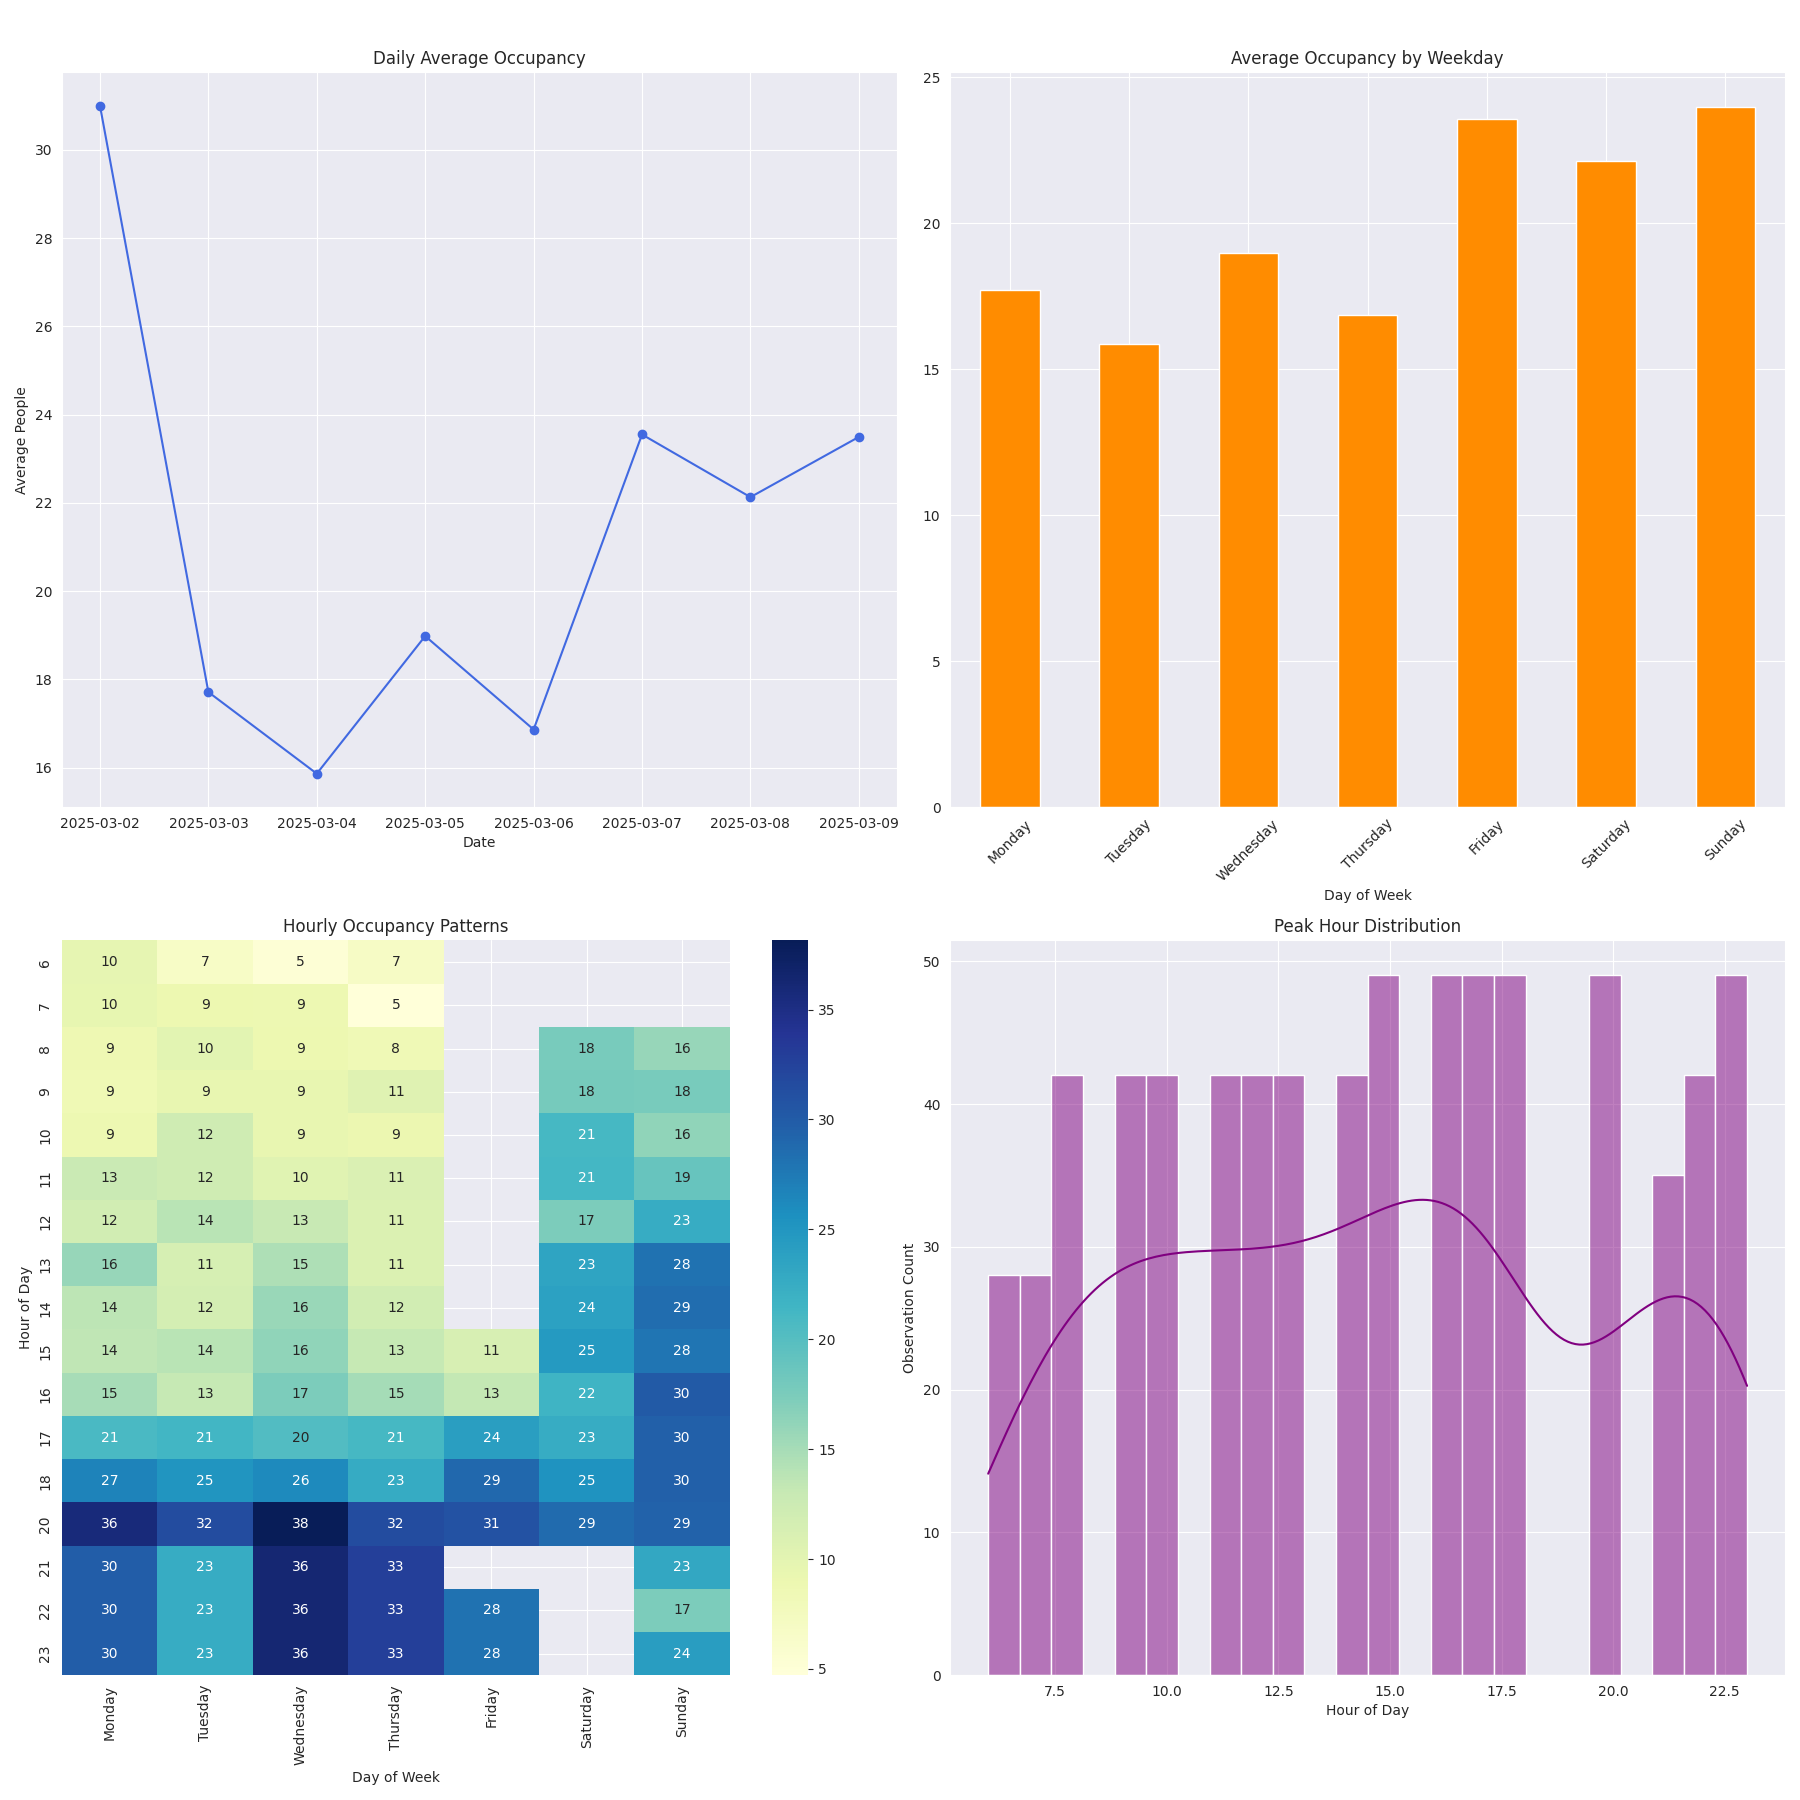 Daily Average Occupancy
30
28
26
24
22
20
18
16
Average People
2025-03-02 2025-03-03 2025-03-04 2025-03-05 2025-03-06 2025-03-07 2025-03-08 2025-03-09
Date
Average Occupancy by Weekday
25
20
15
10
5
0
Monday Tuesday Wednesday Thursday Friday Saturday Sunday
Day of Week
Hourly Occupancy Patterns
Hour of Day
6 10 7 5 7
7 10 9 9 5
8 9 10 9 8 18 16
9 9 9 9 11 18 18
10 9 12 9 9 21 16
11 13 12 10 11 21 19
12 12 14 13 11 17 23
13 16 11 15 11 23 28
14 14 12 16 12 24 29
15 14 14 16 13 11 25 28
16 15 13 17 15 13 22 30
17 21 21 20 21 24 23 30
18 27 25 26 23 29 25 30
20 36 32 38 32 31 29 29
21 30 23 36 33 23
22 30 23 36 33 28 17
23 30 23 36 33 28 24
Monday Tuesday Wednesday Thursday Friday Saturday Sunday
Day of Week
35
30
25
20
15
10
5
Peak Hour Distribution
50
40
30
20
10
0
Observation Count
7.5 10.0 12.5 15.0 17.5 20.0 22.5
Hour of Day